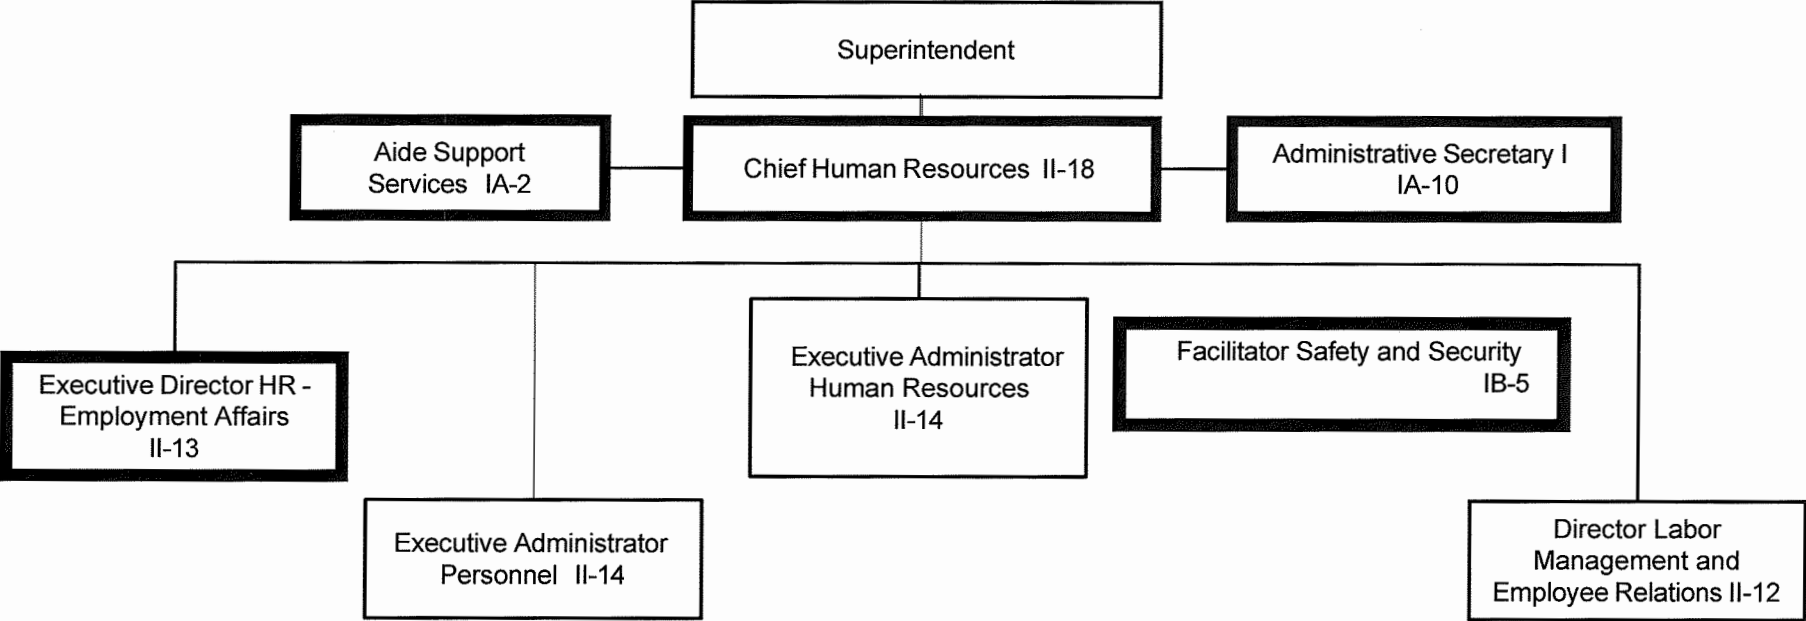 Superintendent
Aide Support
Services IA-2
Chief Human Resources II-18
Administrative Secretary I
IA-10
Executive Director HR -
Employment Affairs
II-13
Executive Administrator
Human Resources
II-14
Facilitator Safety and Security
IB-5
Executive Administrator
Personnel II-14
Director Labor
Management and
Employee Relations II-12